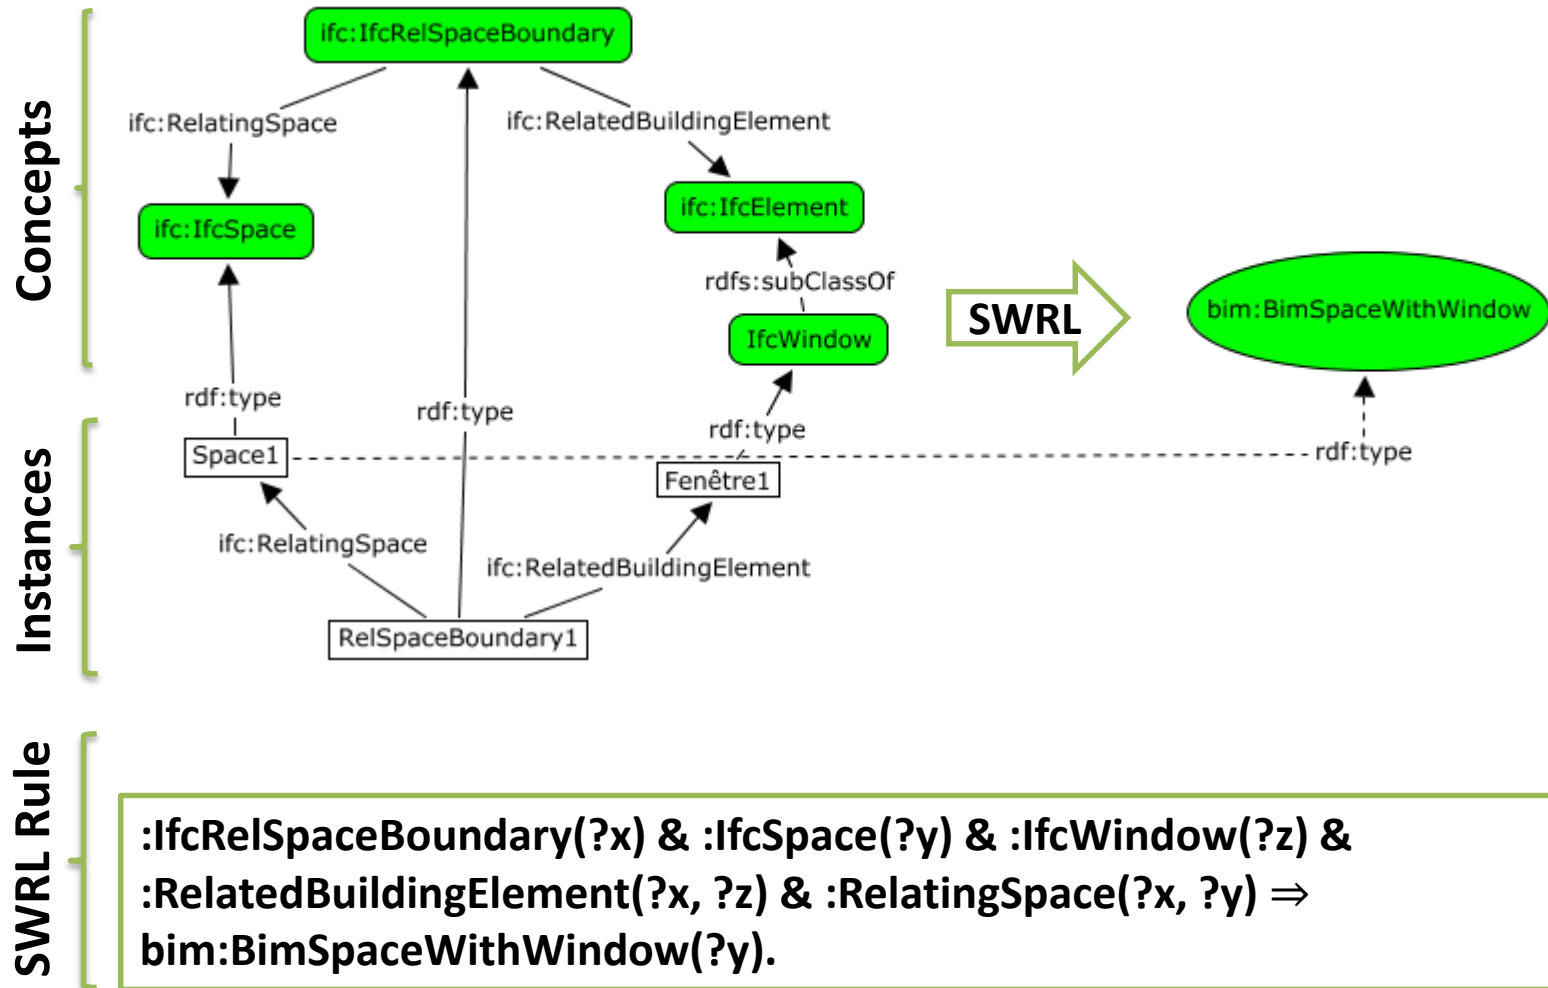 Concepts
ifc:IfcRelSpaceBoundary
ifc:RelatingSpace
ifc:RelatedBuildingElement
ifc:IfcSpace
ifc:IfcElement
rdfs:subClassOf
IfcWindow
SWRL
bim:BimSpaceWithWindow
rdf:type
rdf:type
rdf:type
rdf:type
Instances
Space1
Fenêtre1
ifc:RelatingSpace
ifc:RelatedBuildingElement
RelSpaceBoundary1
SWRL Rule
:IfcRelSpaceBoundary(?x) & :IfcSpace(?y) & :IfcWindow(?z) &
:RelatedBuildingElement(?x, ?z) & :RelatingSpace(?x, ?y) ⇒
bim:BimSpaceWithWindow(?y).